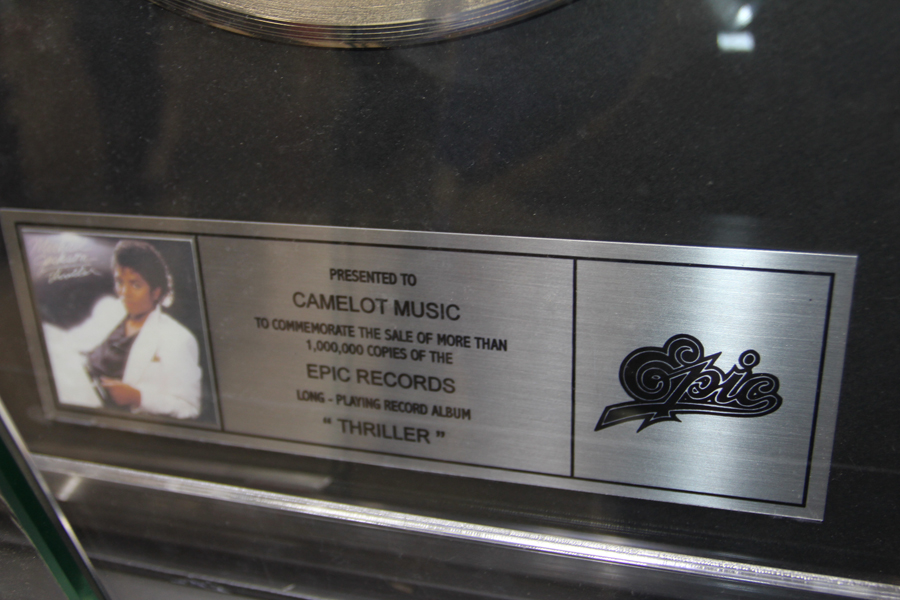 Thriller
PRESENTED TO
CAMELOT MUSIC
TO COMMEMORATE THE SALE OF MORE THAN
1,000,000 COPIES OF THE
EPIC RECORDS
LONG - PLAYING RECORD ALBUM
“ THRILLER ”
Epic